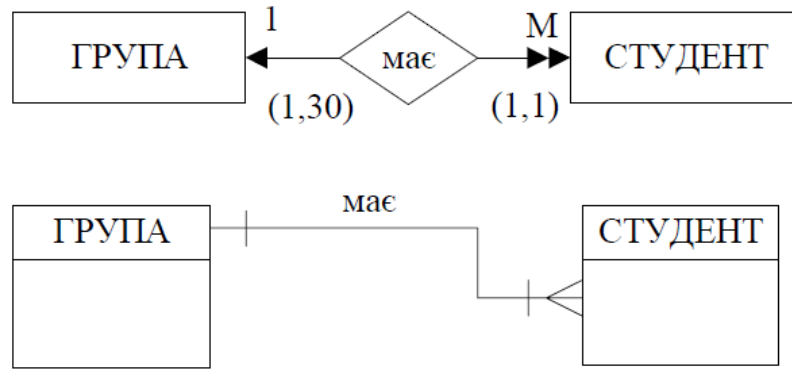 1 М
ГРУПА має СТУДЕНТ
(1,30) (1,1)
має
ГРУПА СТУДЕНТ